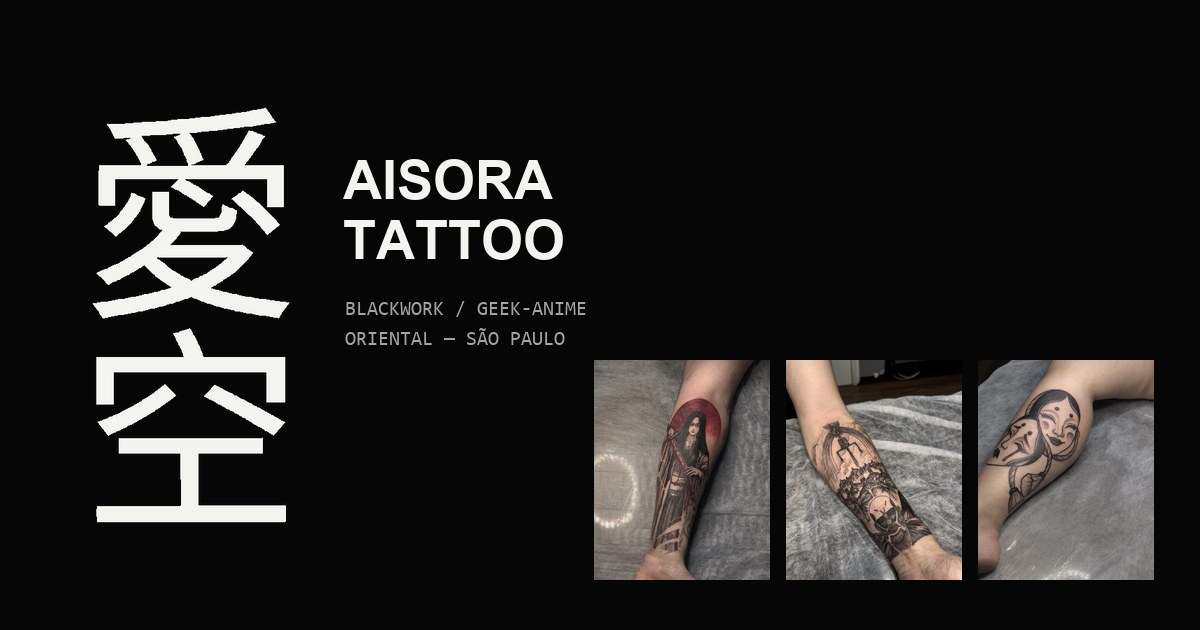 愛空
AISORA
TATTOO
BLACKWORK / GEEK-ANIME
ORIENTAL — SÃO PAULO